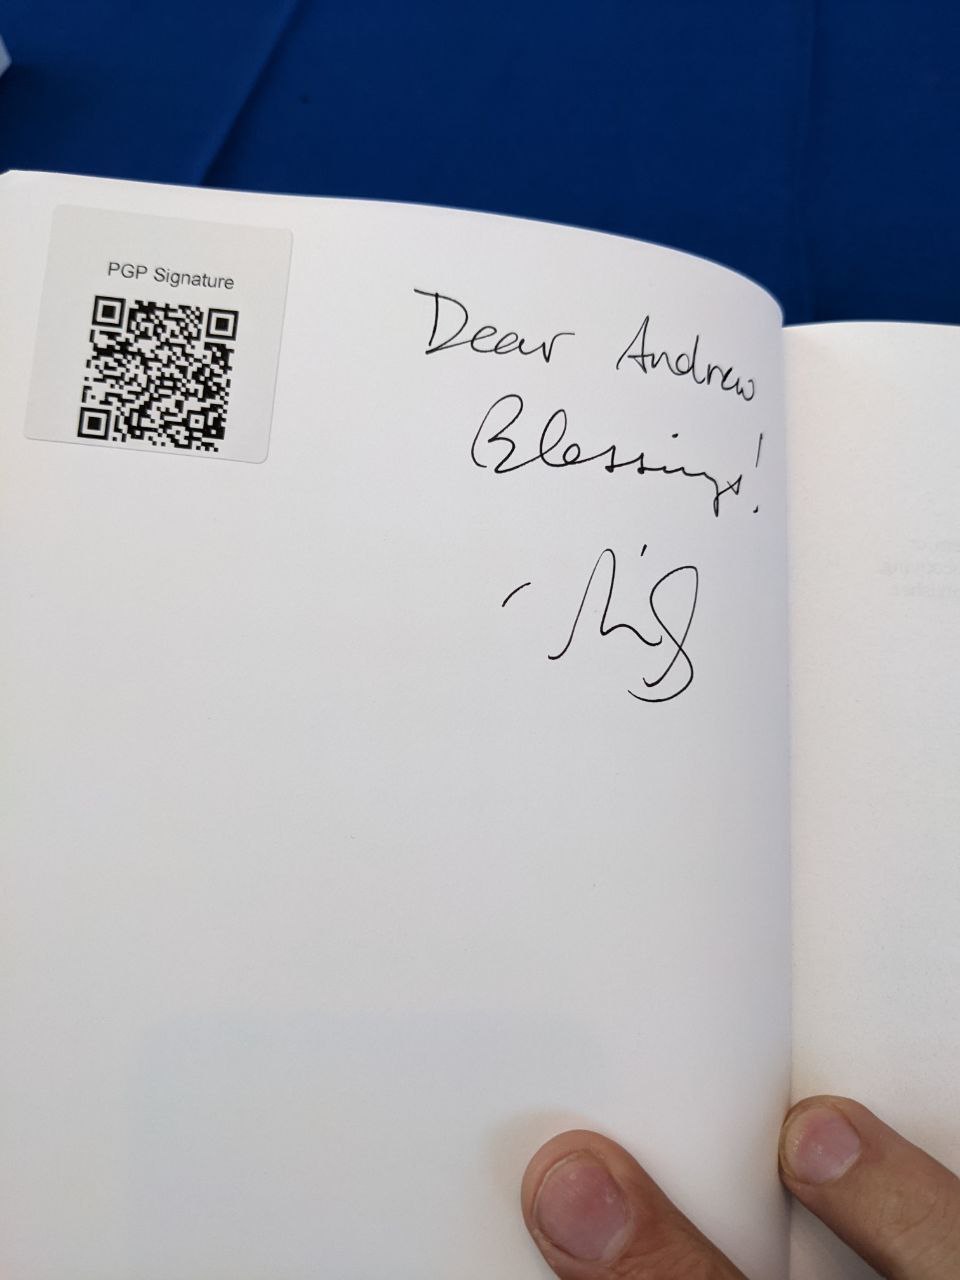 PGP Signature
Dear Andrew
Blessings!